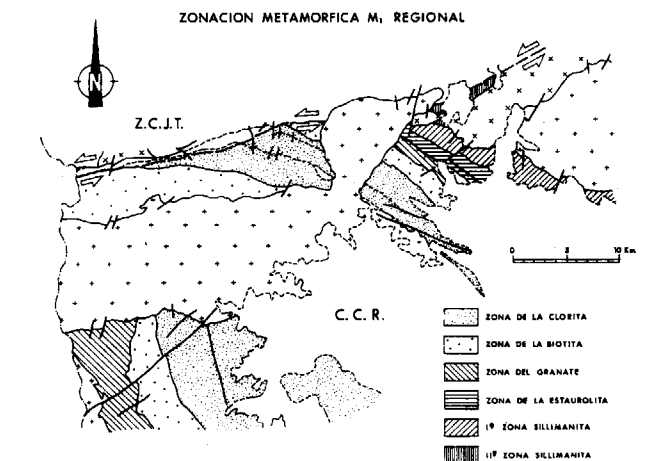 ZONACION METAMORFICA M₁ REGIONAL
N
Z.C.J.T.
0 5 10 Km.
C.C.R.
ZONA DE LA CLORITA
ZONA DE LA BIOTITA
ZONA DEL GRANATE
ZONA DE LA ESTAUROLITA
Iª ZONA SILLIMANITA
IIª ZONA SILLIMANITA